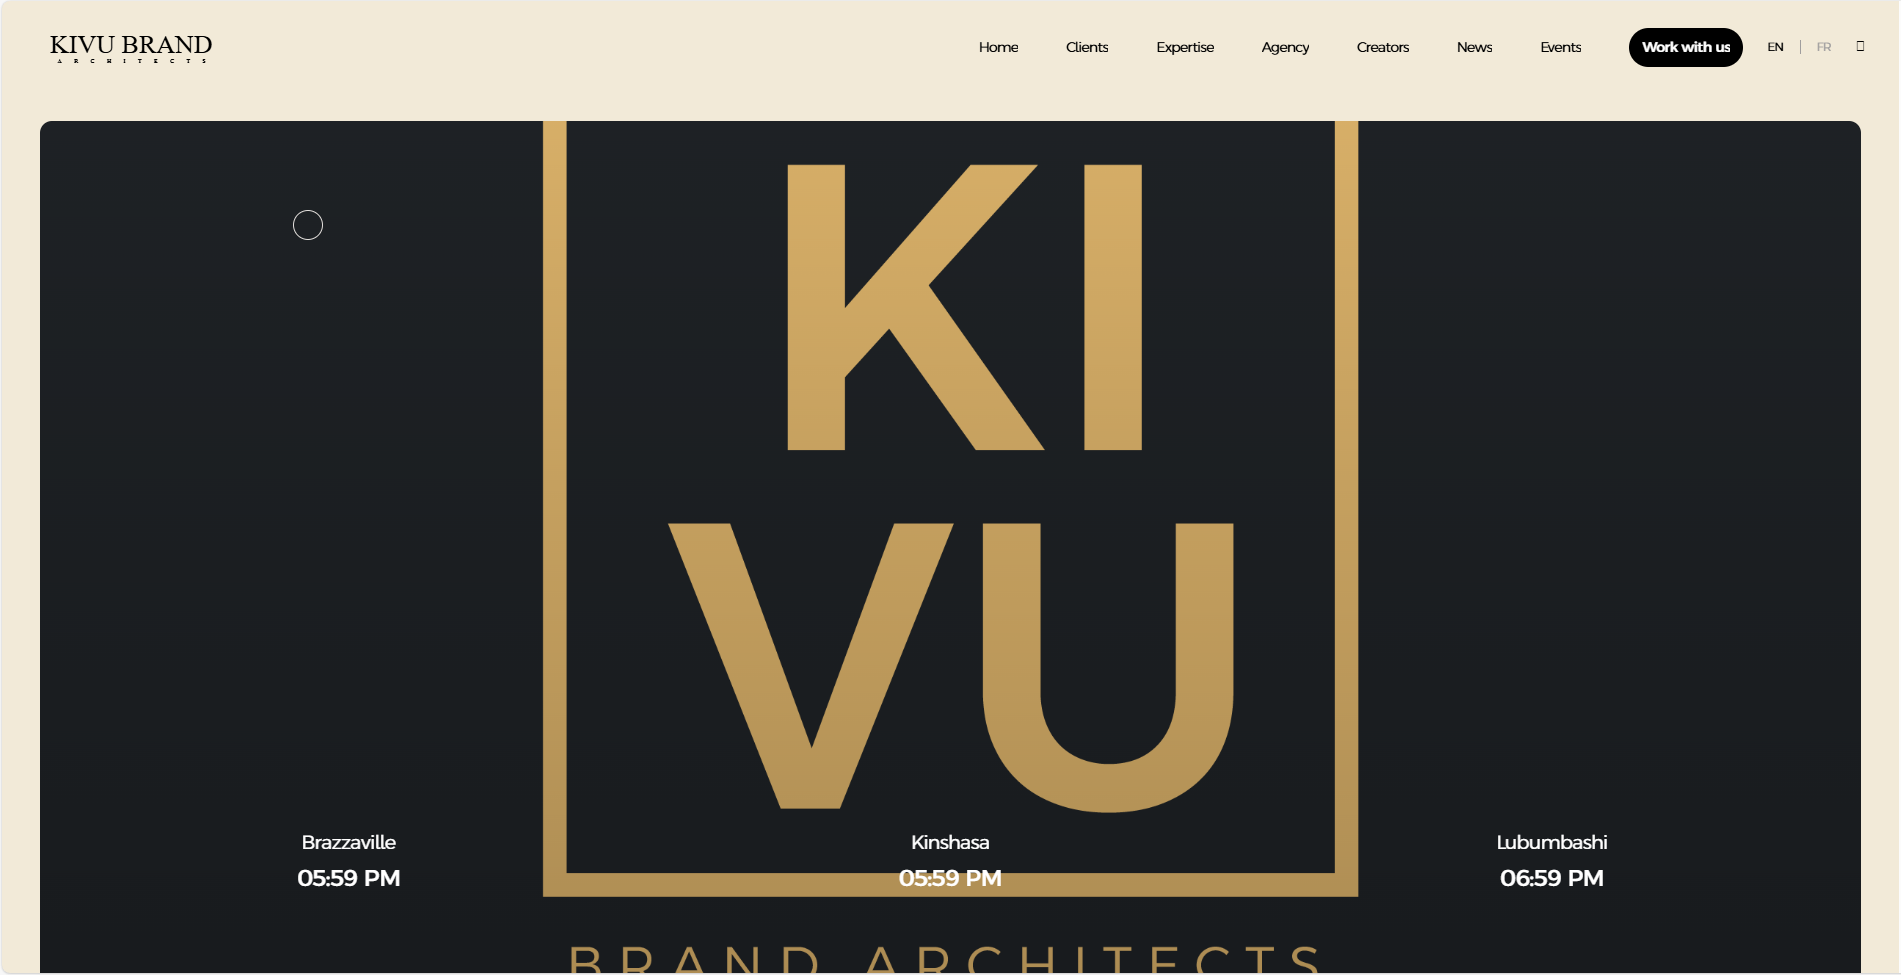 KIVU BRAND
ARCHITECTS
Home Clients Expertise Agency Creators News Events Work with us EN | FR
KI
VU
Brazzaville Kinshasa Lubumbashi
05:59 PM 05:59 PM 06:59 PM
BRAND ARCHITECTS